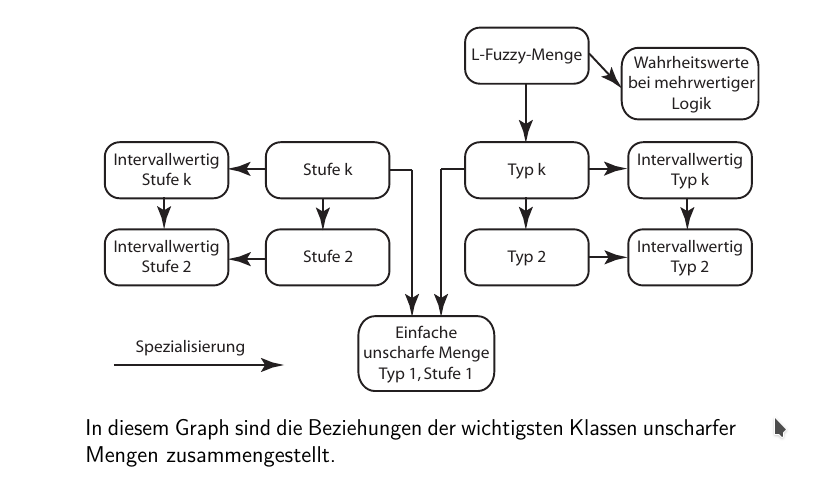 L-Fuzzy-Menge
Wahrheitswerte
bei mehrwertiger
Logik
Intervallwertig
Stufe k
Stufe k
Typ k
Intervallwertig
Typ k
Intervallwertig
Stufe 2
Stufe 2
Typ 2
Intervallwertig
Typ 2
Einfache
unscharfe Menge
Typ 1, Stufe 1
Spezialisierung
In diesem Graph sind die Beziehungen der wichtigsten Klassen unscharfer
Mengen zusammengestellt.